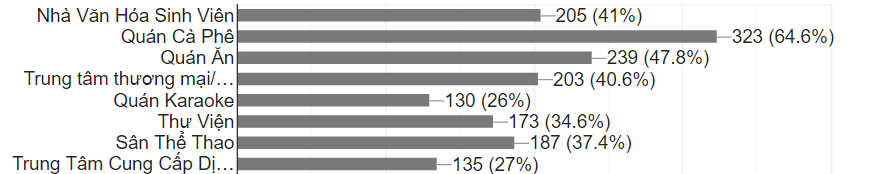 Nhà Văn Hóa Sinh Viên 205 (41%)
Quán Cà Phê 323 (64.6%)
Quán Ăn 239 (47.8%)
Trung tâm thương mại/… 203 (40.6%)
Quán Karaoke 130 (26%)
Thư Viện 173 (34.6%)
Sân Thể Thao 187 (37.4%)
Trung Tâm Cung Cấp Dị… 135 (27%)